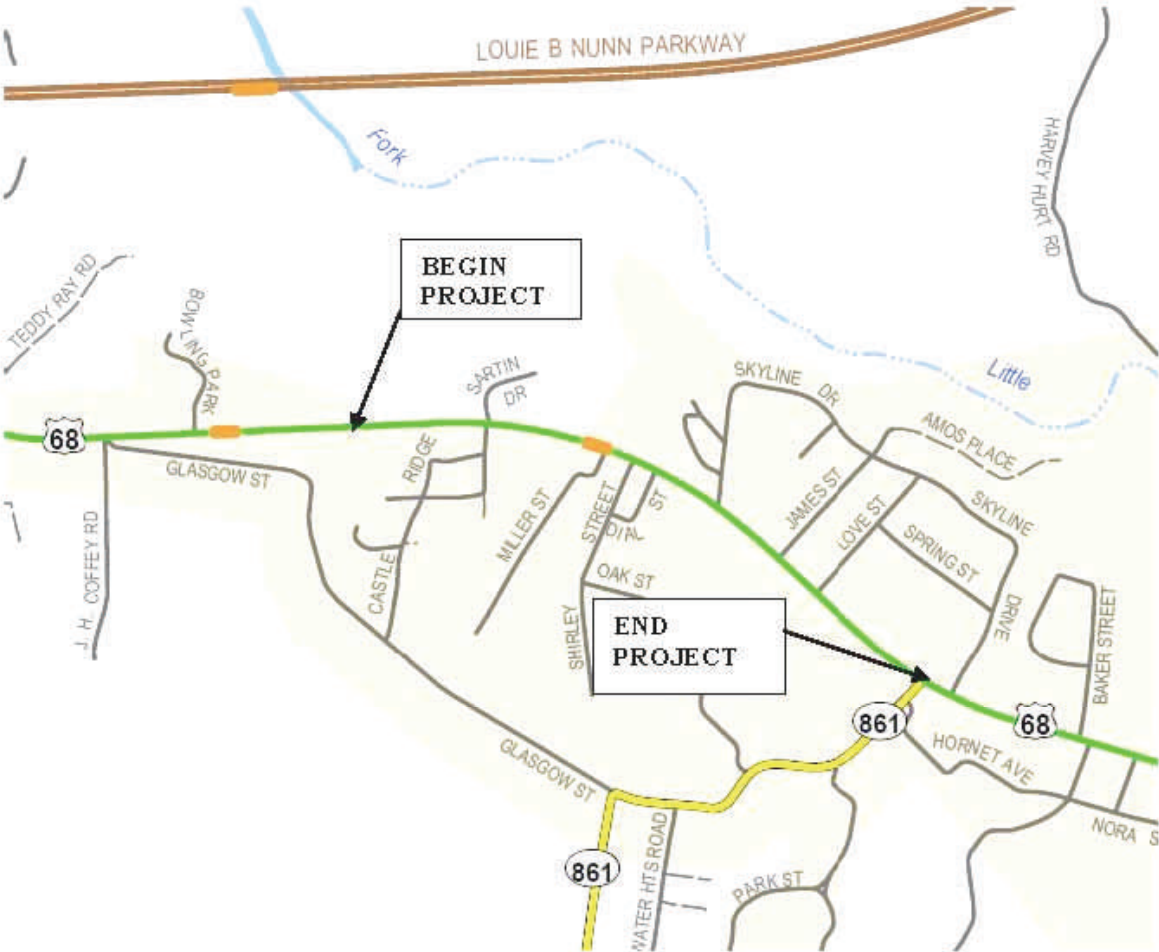 LOUIE B NUNN PARKWAY
Fork
HARVEY HURT RD
BEGIN
PROJECT
TEDDY RAY RD
BOWLING PARK
SARTIN
DR
SKYLINE DR
Little
68
AMOS PLACE
GLASGOW ST
RIDGE
CASTLE
MILLER ST
STREET
SHIRLEY
DIAL
ST
JAMES ST
LOVE ST
SKYLINE
DRIVE
SPRING ST
J. H. COFFEY RD
OAK ST
END
PROJECT
BAKER STREET
861
68
HORNET AVE
GLASGOW ST
NORA S
861
WATER HTS ROAD
PARK ST